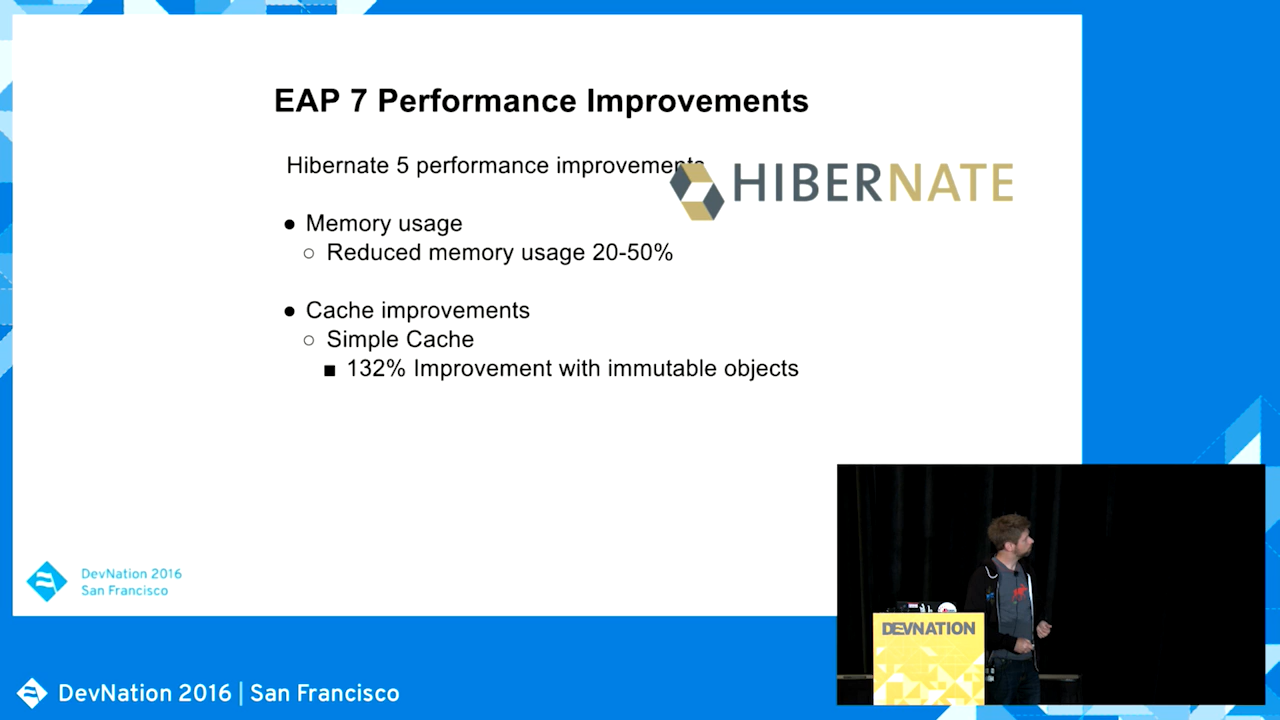 EAP 7 Performance Improvements
Hibernate 5 performance improvements
HIBERNATE
● Memory usage
○ Reduced memory usage 20-50%
● Cache improvements
○ Simple Cache
■ 132% Improvement with immutable objects
DevNation 2016
San Francisco
DEVNATION
DevNation 2016 | San Francisco